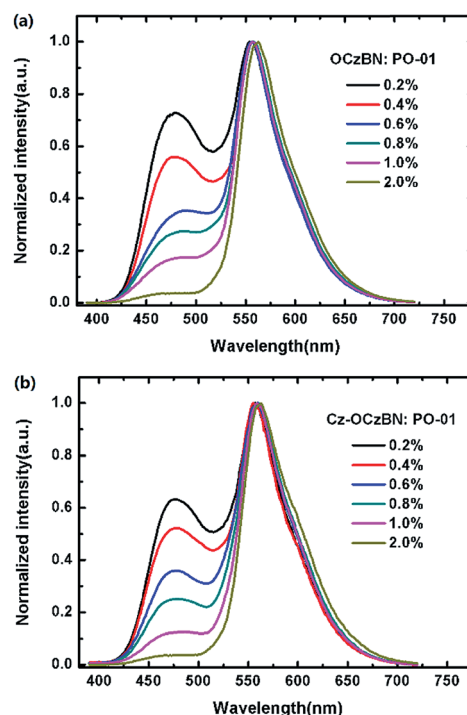 (a)
OCzBN: PO-01
0.2%
0.4%
0.6%
0.8%
1.0%
2.0%
Normalized intensity(a.u.)
1.0
0.8
0.6
0.4
0.2
0.0
400 450 500 550 600 650 700 750
Wavelength(nm)
(b)
Cz-OCzBN: PO-01
0.2%
0.4%
0.6%
0.8%
1.0%
2.0%
Normalized intensity(a.u.)
1.0
0.8
0.6
0.4
0.2
0.0
400 450 500 550 600 650 700 750
Wavelength(nm)